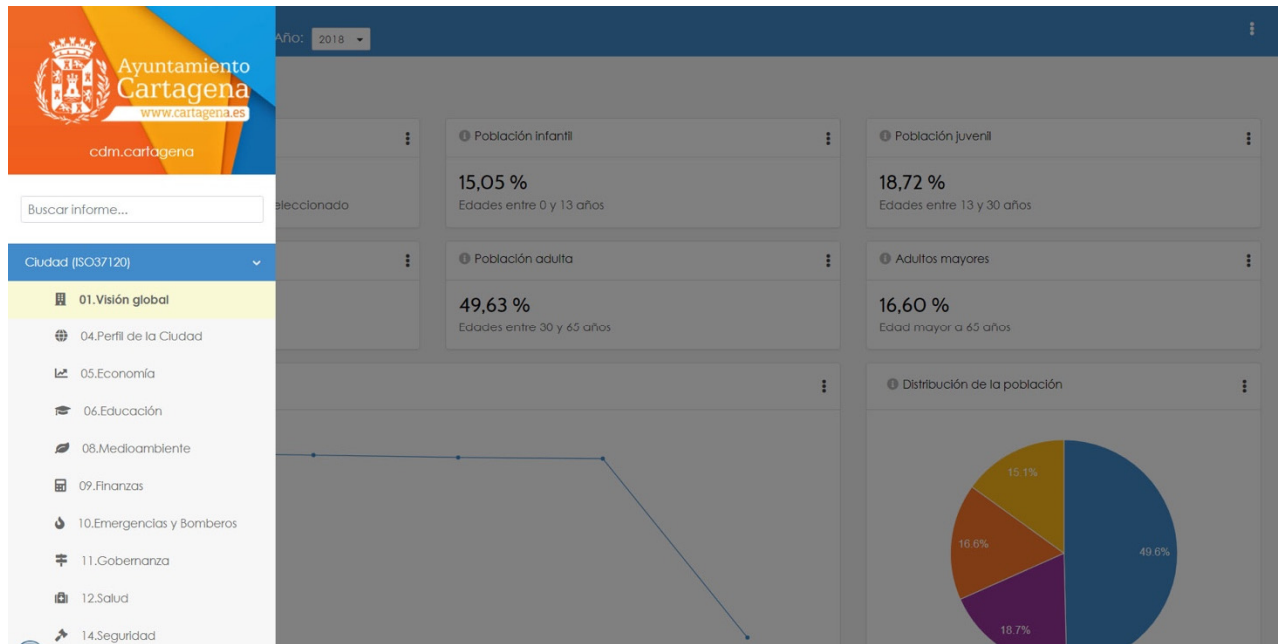 Ayuntamiento
Cartagena
www.cartagena.es
cdm.cartagena
Buscar informe...
Ciudad (ISO37120)
01.Visión global
04.Perfil de la Ciudad
05.Economía
06.Educación
08.Medioambiente
09.Finanzas
10.Emergencias y Bomberos
11.Gobernanza
12.Salud
14.Seguridad
Año: 2018
eleccionado
Población infantil
15,05 %
Edades entre 0 y 13 años
Población juvenil
18,72 %
Edades entre 13 y 30 años
Población adulta
49,63 %
Edades entre 30 y 65 años
Adultos mayores
16,60 %
Edad mayor a 65 años
Distribución de la población
15.1%
16.6%
49.6%
18.7%